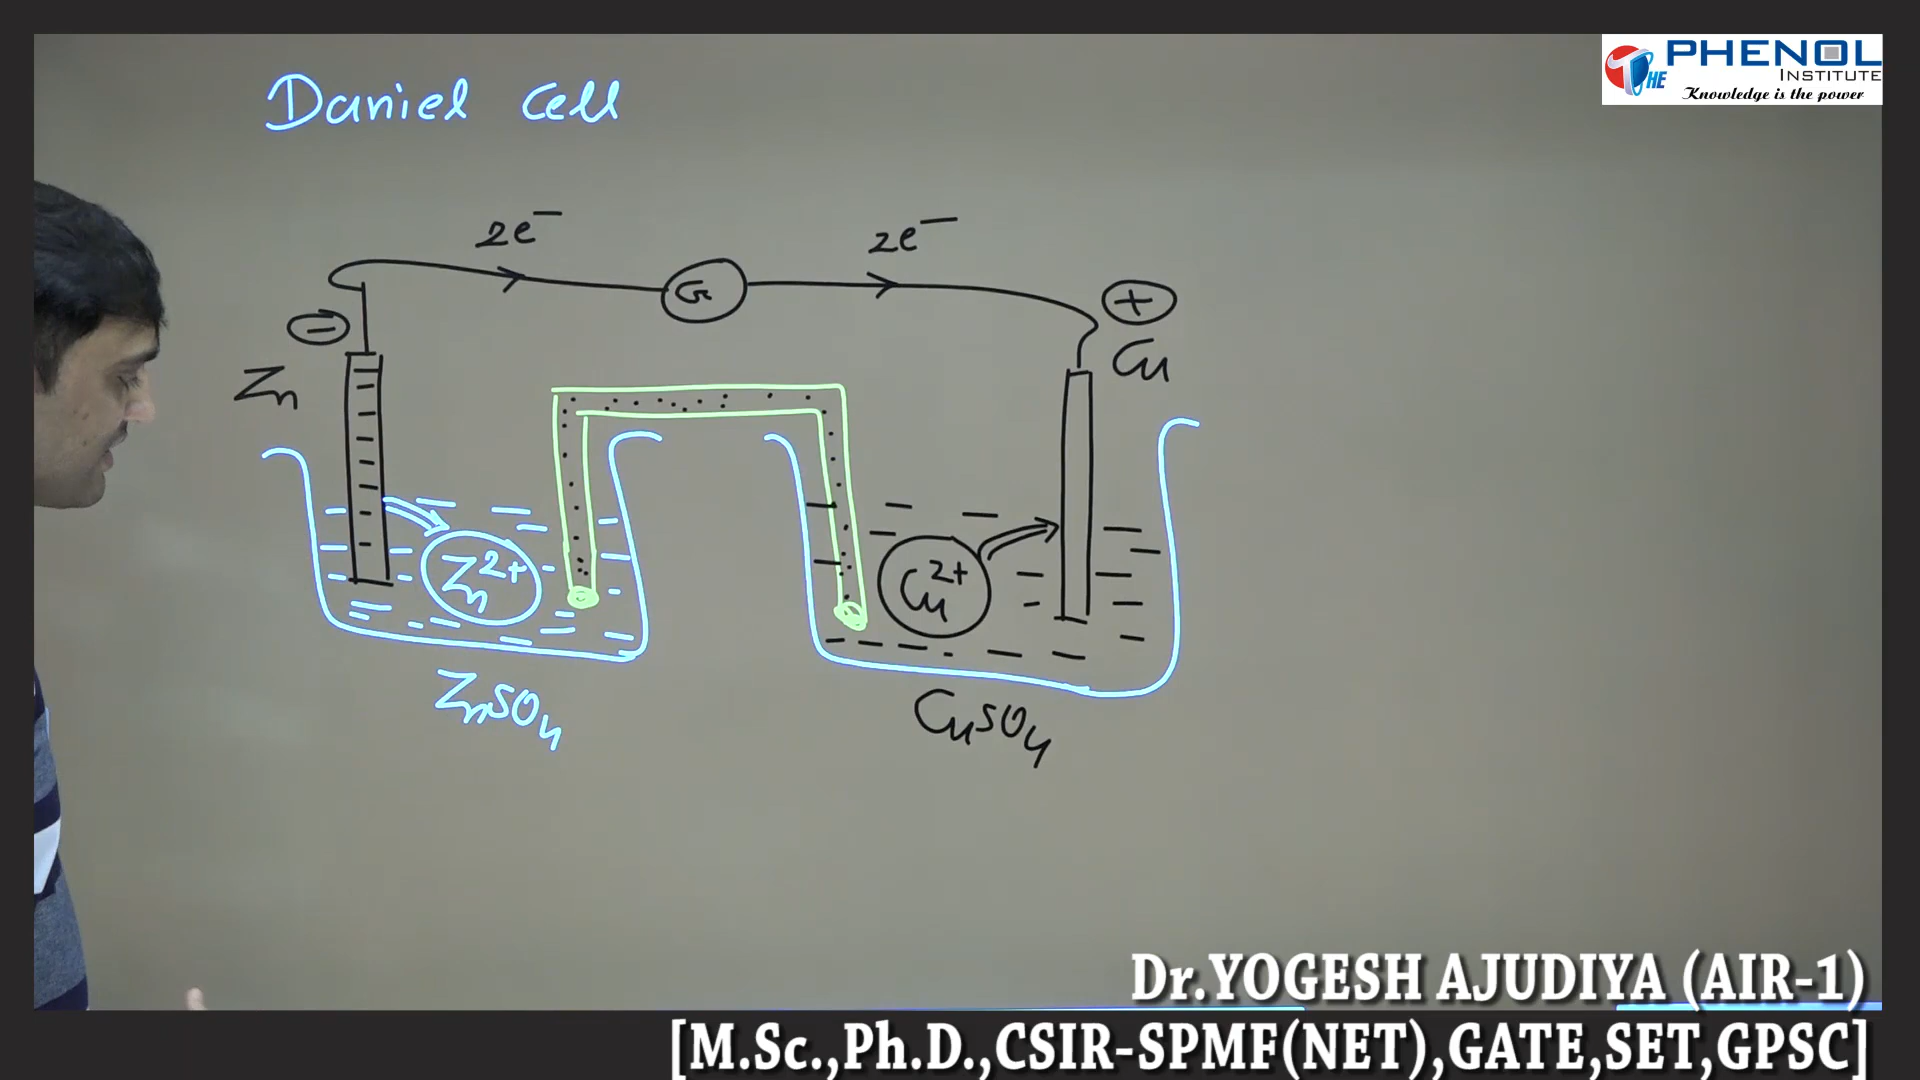 THE PHENOL
INSTITUTE
Knowledge is the power
Daniel Cell
2e⁻
2e⁻
G
−
+
Zn
Cu
Zn²⁺
Cu²⁺
ZnSO₄
CuSO₄
Dr.YOGESH AJUDIYA (AIR-1)
[M.Sc.,Ph.D.,CSIR-SPMF(NET),GATE,SET,GPSC]